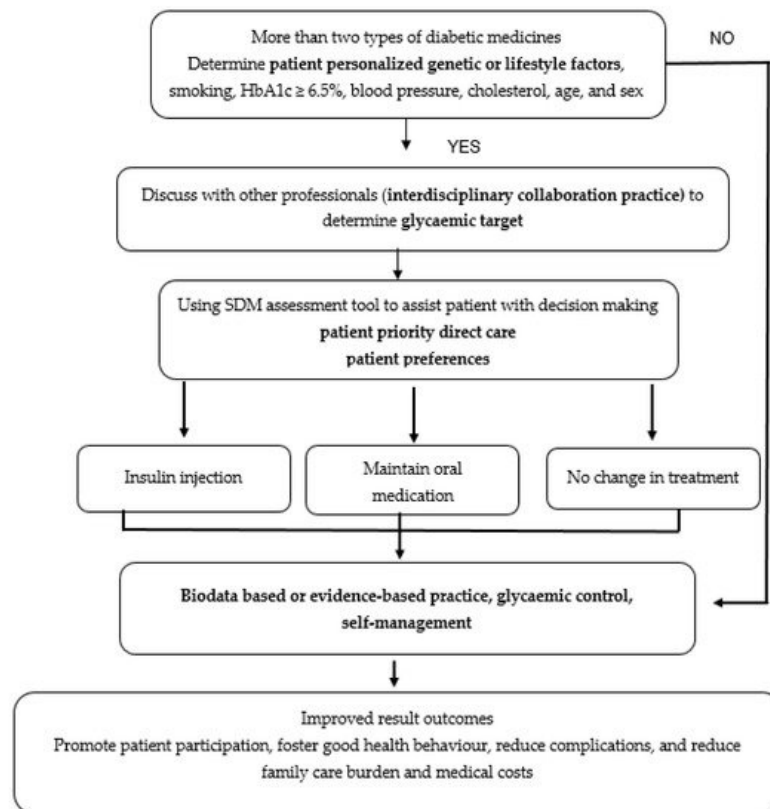 More than two types of diabetic medicines
NO
Determine patient personalized genetic or lifestyle factors,
smoking, HbA1c ≥ 6.5%, blood pressure, cholesterol, age, and sex
YES
Discuss with other professionals (interdisciplinary collaboration practice) to
determine glycaemic target
Using SDM assessment tool to assist patient with decision making
patient priority direct care
patient preferences
Insulin injection
Maintain oral
medication
No change in treatment
Biodata based or evidence-based practice, glycaemic control,
self-management
Improved result outcomes
Promote patient participation, foster good health behaviour, reduce complications, and reduce
family care burden and medical costs